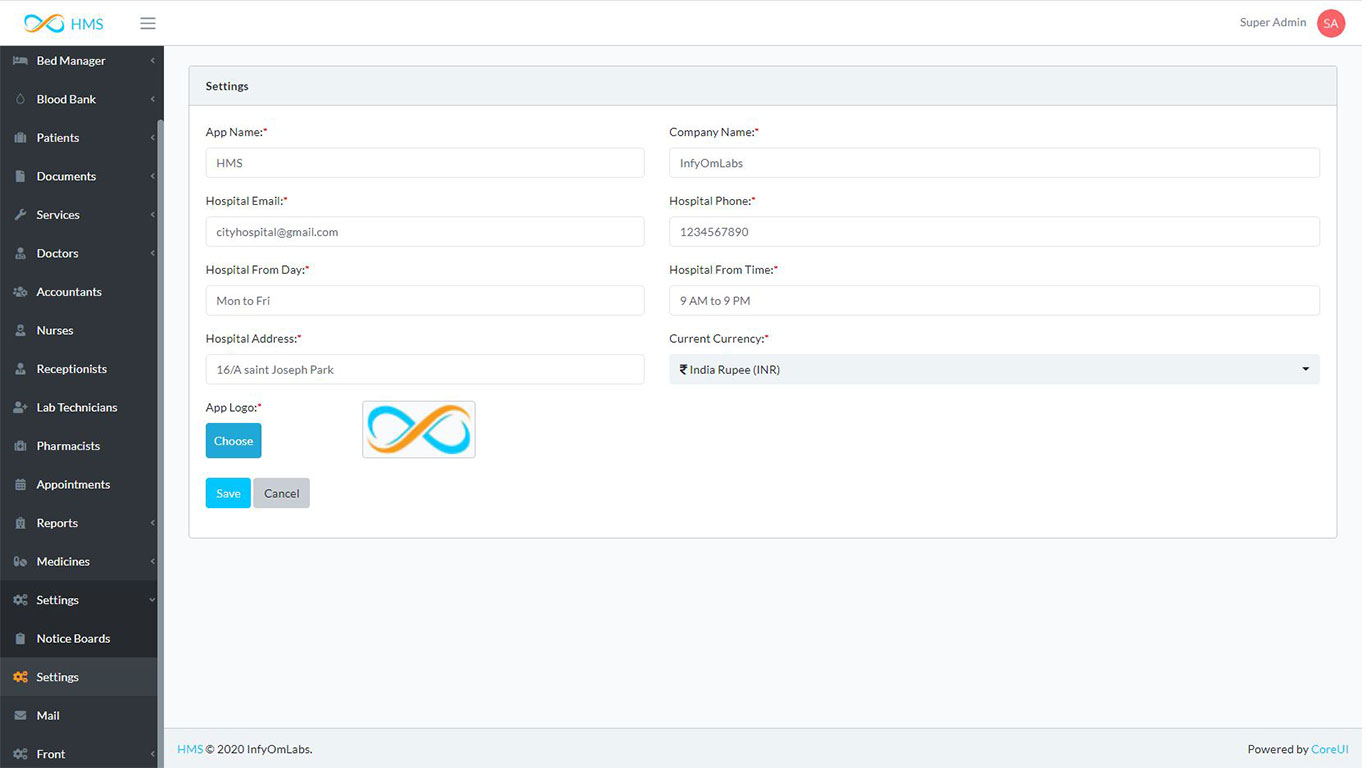 HMS
Super Admin
SA
Bed Manager
Blood Bank
Patients
Documents
Services
Doctors
Accountants
Nurses
Receptionists
Lab Technicians
Pharmacists
Appointments
Reports
Medicines
Settings
Notice Boards
Settings
Mail
Front
Settings
App Name:*
Company Name:*
HMS
InfyOmLabs
Hospital Email:*
Hospital Phone:*
cityhospital@gmail.com
1234567890
Hospital From Day:*
Hospital From Time:*
Mon to Fri
9 AM to 9 PM
Hospital Address:*
Current Currency:*
16/A saint Joseph Park
₹ India Rupee (INR)
App Logo:*
Choose
Save
Cancel
HMS © 2020 InfyOmLabs.
Powered by CoreUI